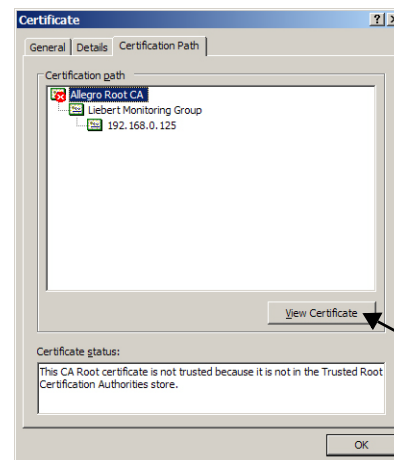 Certificate
General Details Certification Path
Certification path
Allegro Root CA
Liebert Monitoring Group
192.168.0.125
View Certificate
Certificate status:
This CA Root certificate is not trusted because it is not in the Trusted Root
Certification Authorities store.
OK